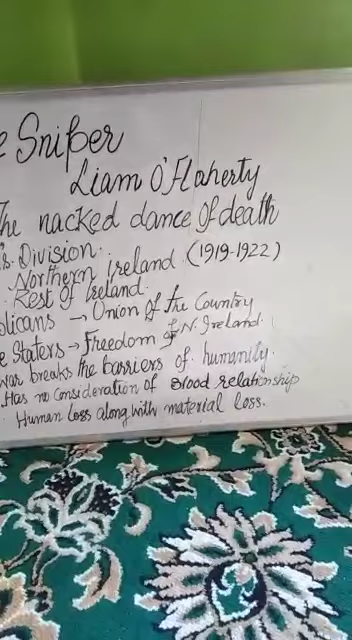 e Sniper
Liam O'Flaherty
The nacked dance of death
's Division.
Northern Ireland (1919-1922)
Rest of Ireland.
blicans → Union of the Country
e Staters → Freedom of N. Ireland.
war breaks the barriers of humanity.
Has no consideration of Blood relationship
Human Loss along with material loss.